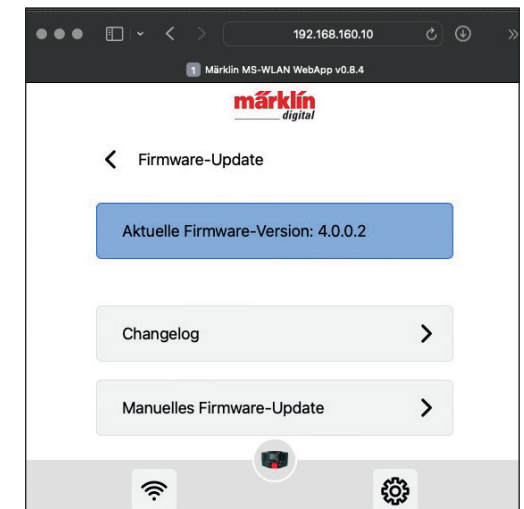 192.168.160.10
1 Märklin MS-WLAN WebApp v0.8.4
märklín
digital
Firmware-Update
Aktuelle Firmware-Version: 4.0.0.2
Changelog
Manuelles Firmware-Update